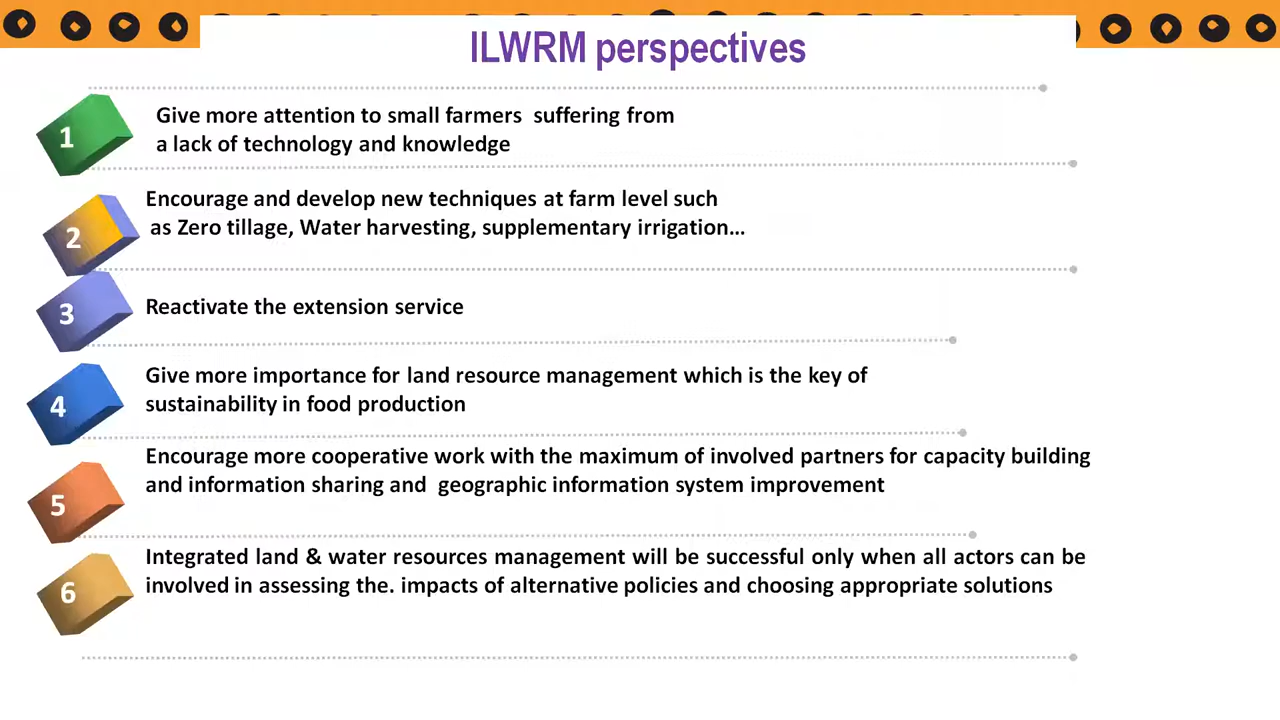 ILWRM perspectives
1
Give more attention to small farmers suffering from
a lack of technology and knowledge
2
Encourage and develop new techniques at farm level such
as Zero tillage, Water harvesting, supplementary irrigation...
3
Reactivate the extension service
4
Give more importance for land resource management which is the key of
sustainability in food production
5
Encourage more cooperative work with the maximum of involved partners for capacity building
and information sharing and geographic information system improvement
6
Integrated land & water resources management will be successful only when all actors can be
involved in assessing the. impacts of alternative policies and choosing appropriate solutions